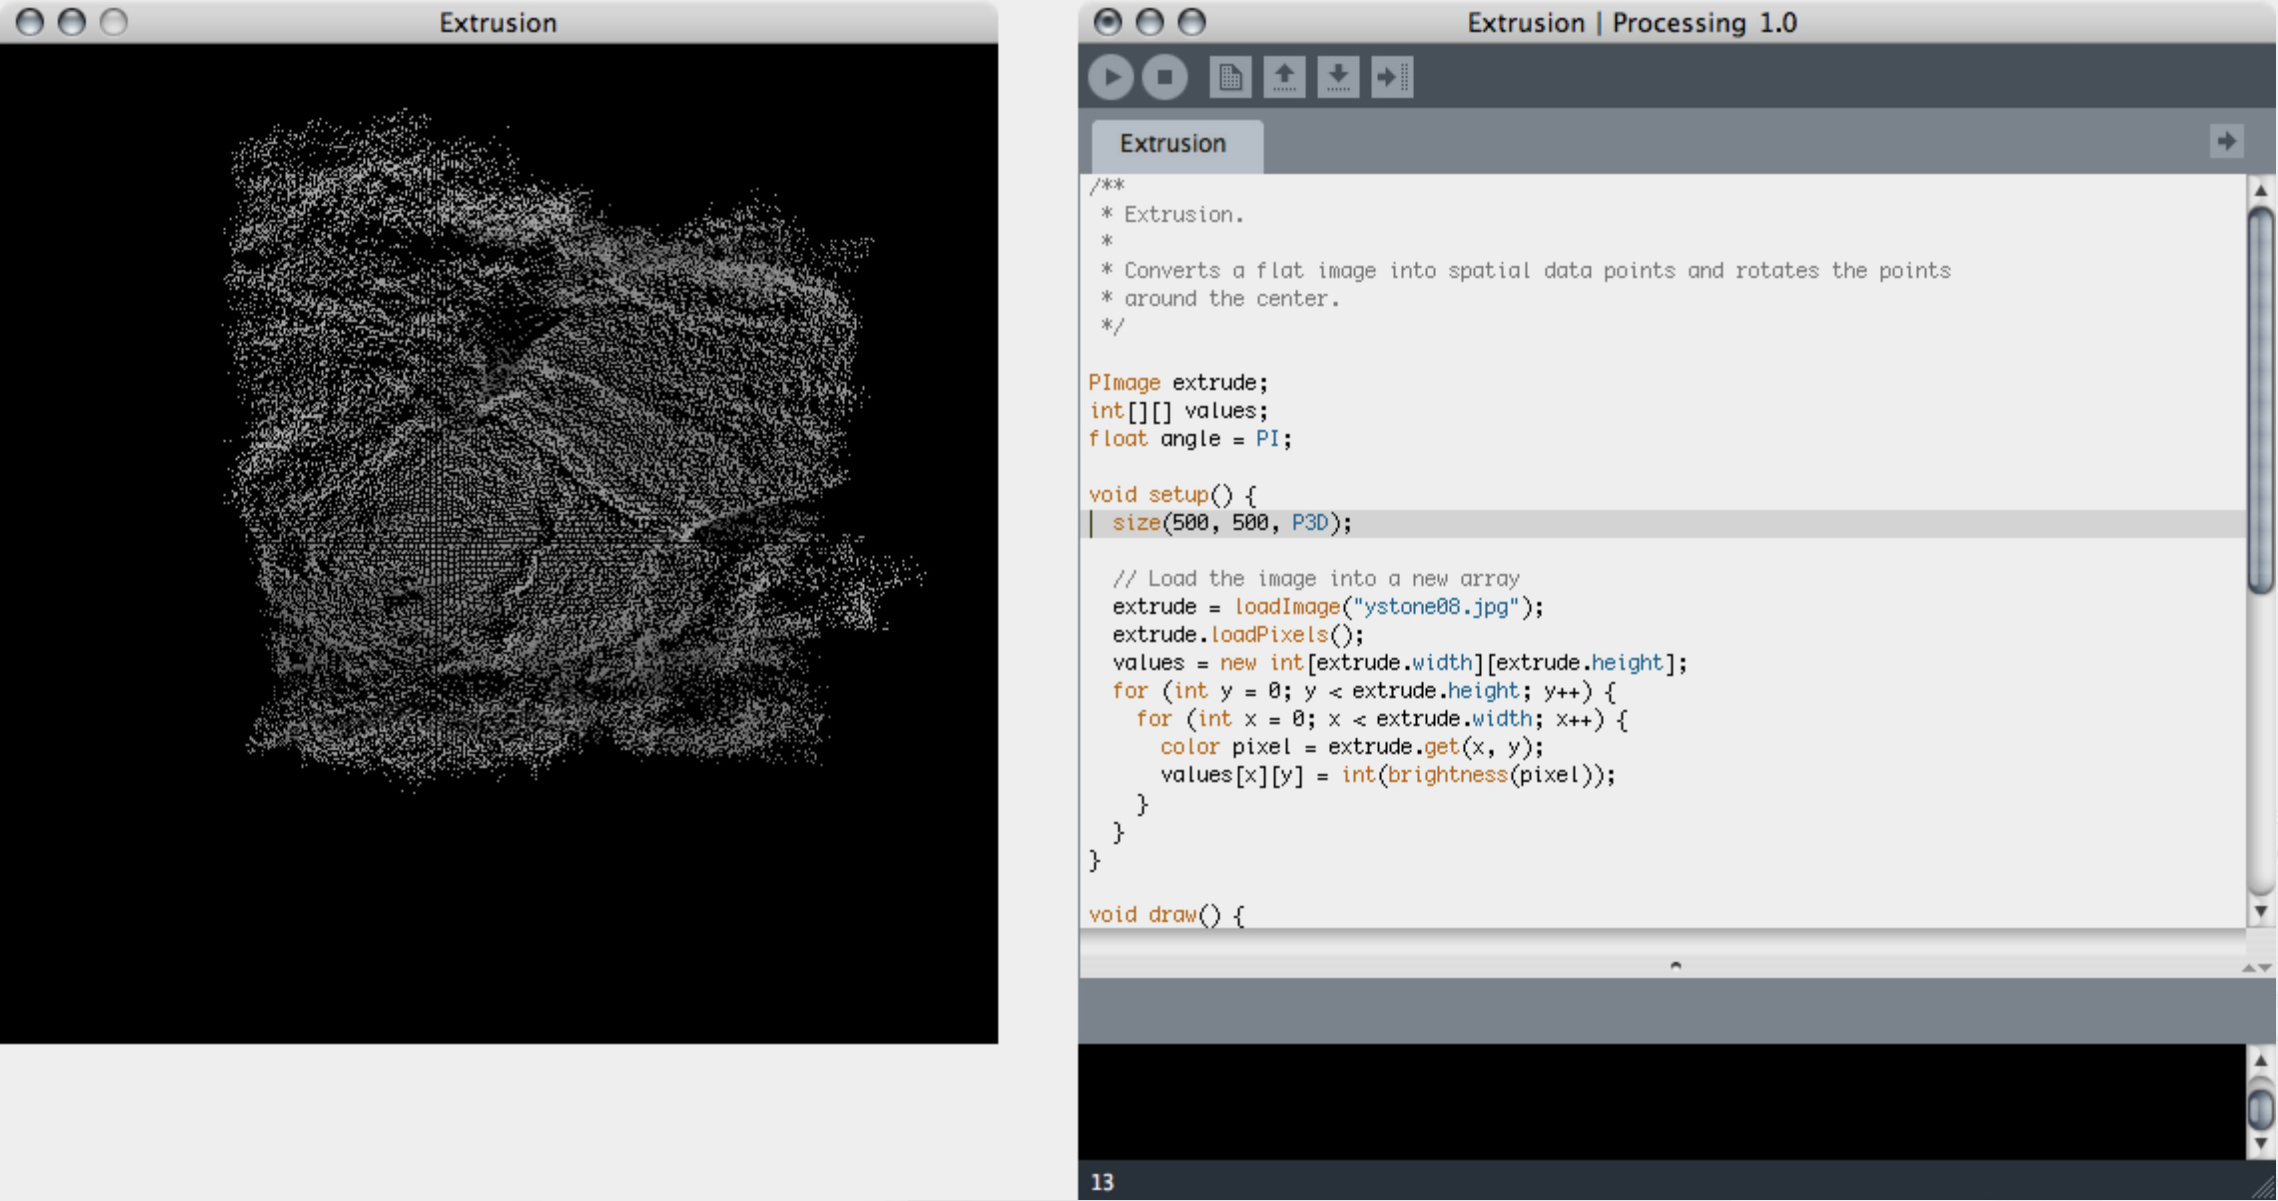 Extrusion
Extrusion | Processing 1.0
Extrusion
/**
 * Extrusion.
 *
 * Converts a flat image into spatial data points and rotates the points
 * around the center.
 */
PImage extrude;
int[][] values;
float angle = PI;
void setup() {
  size(500, 500, P3D);
  // Load the image into a new array
  extrude = loadImage("ystone08.jpg");
  extrude.loadPixels();
  values = new int[extrude.width][extrude.height];
  for (int y = 0; y < extrude.height; y++) {
    for (int x = 0; x < extrude.width; x++) {
      color pixel = extrude.get(x, y);
      values[x][y] = int(brightness(pixel));
    }
  }
}
void draw() {
13